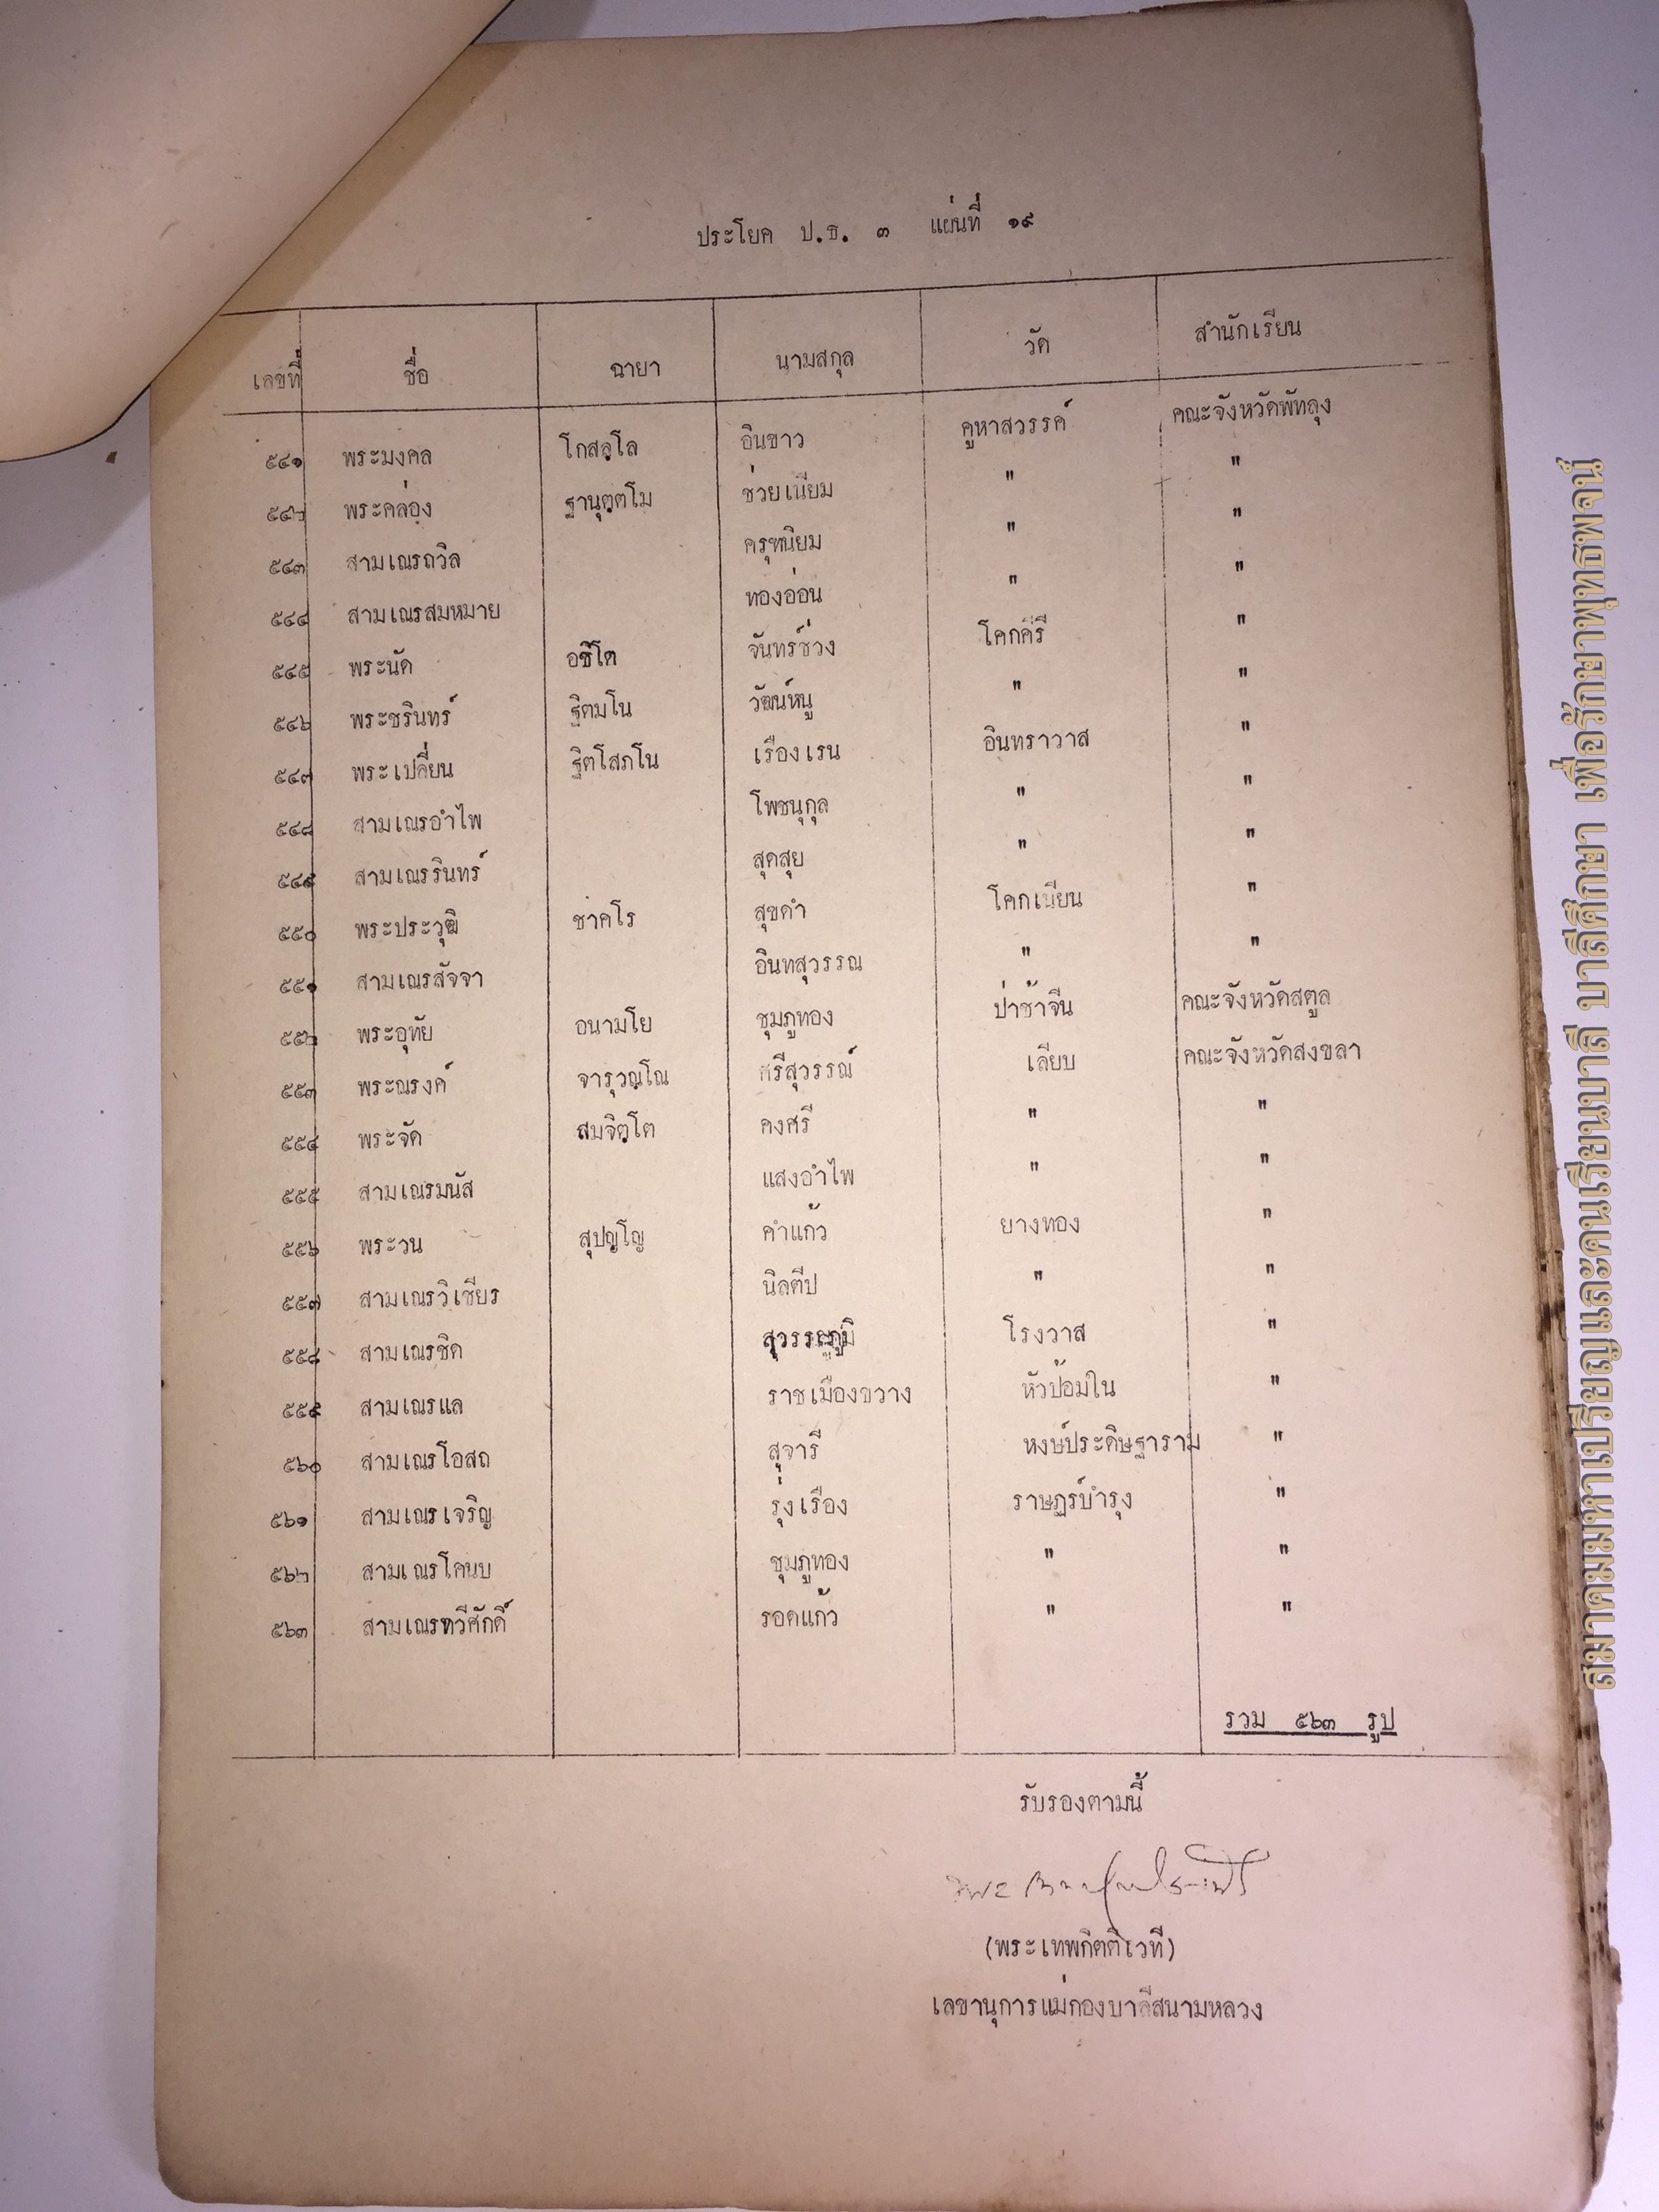 ประโยค ป.ธ. ๓ แผ่นที่ ๑๙
เลขที่ ชื่อ ฉายา นามสกุล วัด สำนักเรียน
๕๔๑ พระมงคล โกสลฺโล อินขาว คูหาสวรรค์ คณะจังหวัดพัทลุง
๕๔๒ พระคล่อง ฐานุตฺตโม ช่วยเนียม " "
๕๔๓ สามเณรถวิล ครุฑนิยม " "
๕๔๔ สามเณรสมหมาย ทองอ่อน " "
๕๔๕ พระนัด อชิโต จันทร์ช่วง โคกคีรี "
๕๔๖ พระชรินทร์ ฐิตมโน วัฒน์หนู " "
๕๔๗ พระเปลี่ยน ฐิตโสภโน เรืองเรน อินทราวาส "
๕๔๘ สามเณรอำไพ โพชนุกุล " "
๕๔๙ สามเณรรินทร์ สุดสุย " "
๕๕๐ พระประวุฒิ ชาคโร สุขดำ โคกเนียน "
๕๕๑ สามเณรสัจจา อินทสุวรรณ " "
๕๕๒ พระอุทัย อนามโย ชุมภูทอง ป่าช้าจีน คณะจังหวัดสตูล
๕๕๓ พระณรงค์ จารุวณฺโณ ศรีสุวรรณ์ เลียบ คณะจังหวัดสงขลา
๕๕๔ พระจัด สมจิตฺโต คงศรี " "
๕๕๕ สามเณรมนัส แสงอำไพ " "
๕๕๖ พระวน สุปญฺโญ คำแก้ว ยางทอง "
๕๕๗ สามเณรวิเชียร นิลตีป " "
๕๕๘ สามเณรชิด สุวรรณภูมิ โรงวาส "
๕๕๙ สามเณรแล ราชเมืองขวาง หัวป้อมใน "
๕๖๐ สามเณรโอสถ สุจารี หงษ์ประดิษฐาราม "
๕๖๑ สามเณรเจริญ รุ่งเรือง ราษฎร์บำรุง "
๕๖๒ สามเณรโคนบ ชุมภูทอง " "
๕๖๓ สามเณรทวีศักดิ์ รอดแก้ว " "
รวม ๕๖๓ รูป
รับรองตามนี้
(พระเทพกิตติเวที)
เลขานุการแม่กองบาลีสนามหลวง
สมาคมมหาเปรียญและคนเรียนบาลี บาลีศึกษา เพื่อรักษาพุทธพจน์